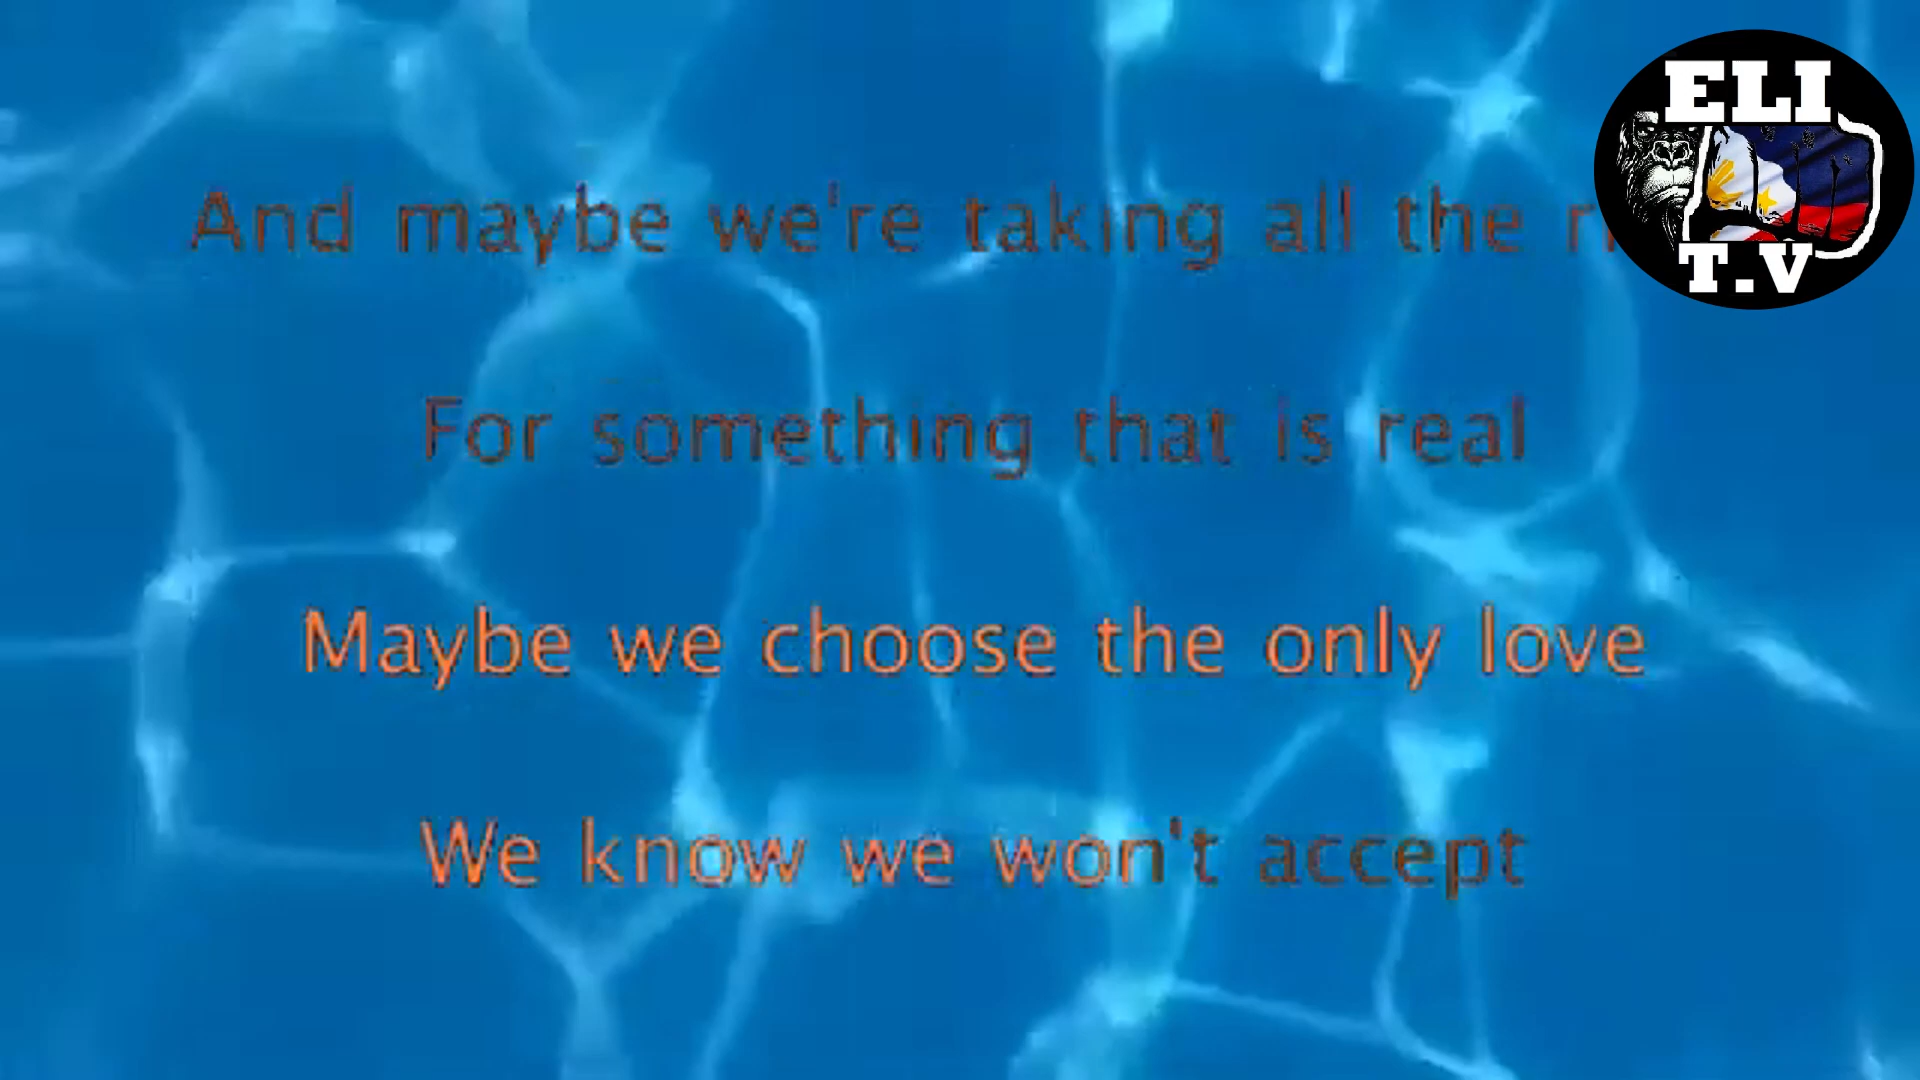 ELI
T.V
And maybe we're taking all the
For something that is real
Maybe we choose the only love
We know we won't accept